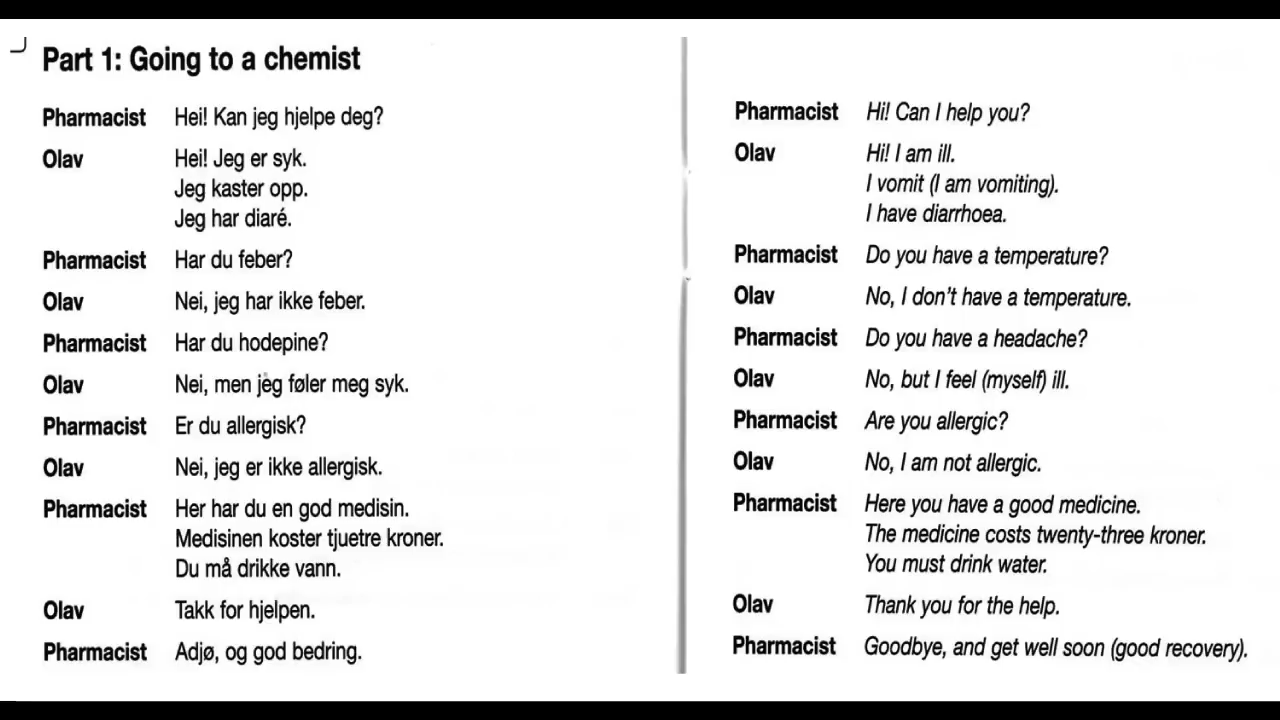 Part 1: Going to a chemist
Pharmacist Hei! Kan jeg hjelpe deg?
Olav Hei! Jeg er syk.
Jeg kaster opp.
Jeg har diaré.
Pharmacist Har du feber?
Olav Nei, jeg har ikke feber.
Pharmacist Har du hodepine?
Olav Nei, men jeg føler meg syk.
Pharmacist Er du allergisk?
Olav Nei, jeg er ikke allergisk.
Pharmacist Her har du en god medisin.
Medisinen koster tjuetre kroner.
Du må drikke vann.
Olav Takk for hjelpen.
Pharmacist Adjø, og god bedring.
Pharmacist Hi! Can I help you?
Olav Hi! I am ill.
I vomit (I am vomiting).
I have diarrhoea.
Pharmacist Do you have a temperature?
Olav No, I don't have a temperature.
Pharmacist Do you have a headache?
Olav No, but I feel (myself) ill.
Pharmacist Are you allergic?
Olav No, I am not allergic.
Pharmacist Here you have a good medicine.
The medicine costs twenty-three kroner.
You must drink water.
Olav Thank you for the help.
Pharmacist Goodbye, and get well soon (good recovery).